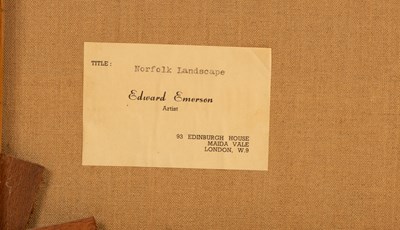 TITLE: Norfolk Landscape
Edward Emerson
Artist
93 EDINBURGH HOUSE
MAIDA VALE
LONDON, W.9